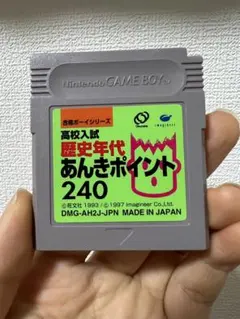 Nintendo GAME BOY
合格ボーイシリーズ
高校入試
歴史年代
あんきポイント
240
imagineer
©旺文社 1993 / ©1997 Imagineer Co.,Ltd.
DMG-AH2J-JPN MADE IN JAPAN